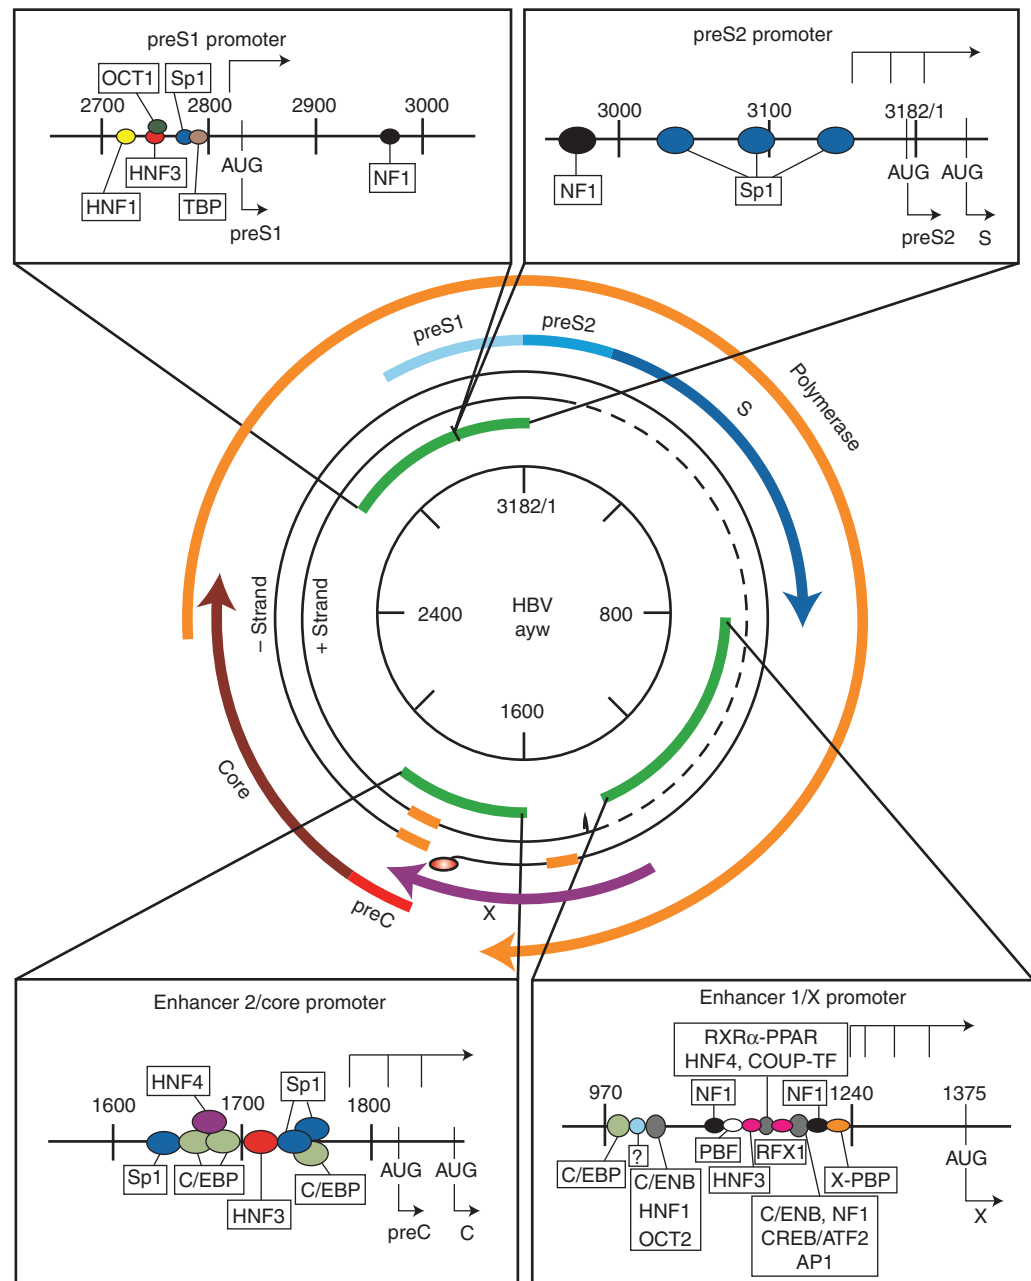 preS1 promoter
OCT1
Sp1
2700
2800
2900
3000
HNF3
AUG
NF1
HNF1
TBP
preS1
preS2 promoter
3000
3100
3182/1
NF1
Sp1
AUG
AUG
preS2
S
preS1
preS2
S
Polymerase
3182/1
– Strand
+ Strand
2400
HBV
ayw
800
1600
Core
preC
X
Enhancer 2/core promoter
HNF4
Sp1
1600
1700
1800
Sp1
C/EBP
C/EBP
HNF3
AUG
AUG
preC
C
Enhancer 1/X promoter
RXRα-PPAR
HNF4, COUP-TF
970
NF1
NF1
1240
1375
C/EBP
?
PBF
RFX1
HNF3
X-PBP
AUG
C/ENB
HNF1
OCT2
C/ENB, NF1
CREB/ATF2
AP1
X